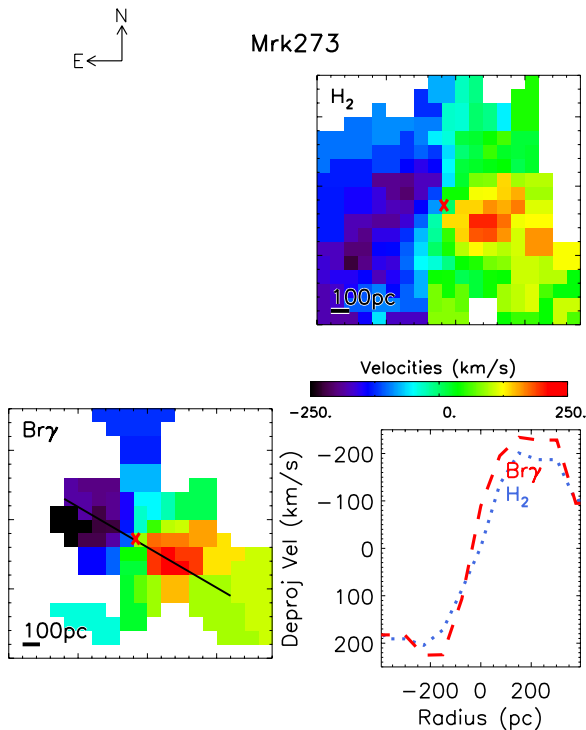 N
E
Mrk273
H₂
100pc
Velocities (km/s)
-250. 0. 250.
Brγ
100pc
Deproj Vel (km/s)
-200
-100
0
100
200
Brγ
H₂
-200 0 200
Radius (pc)